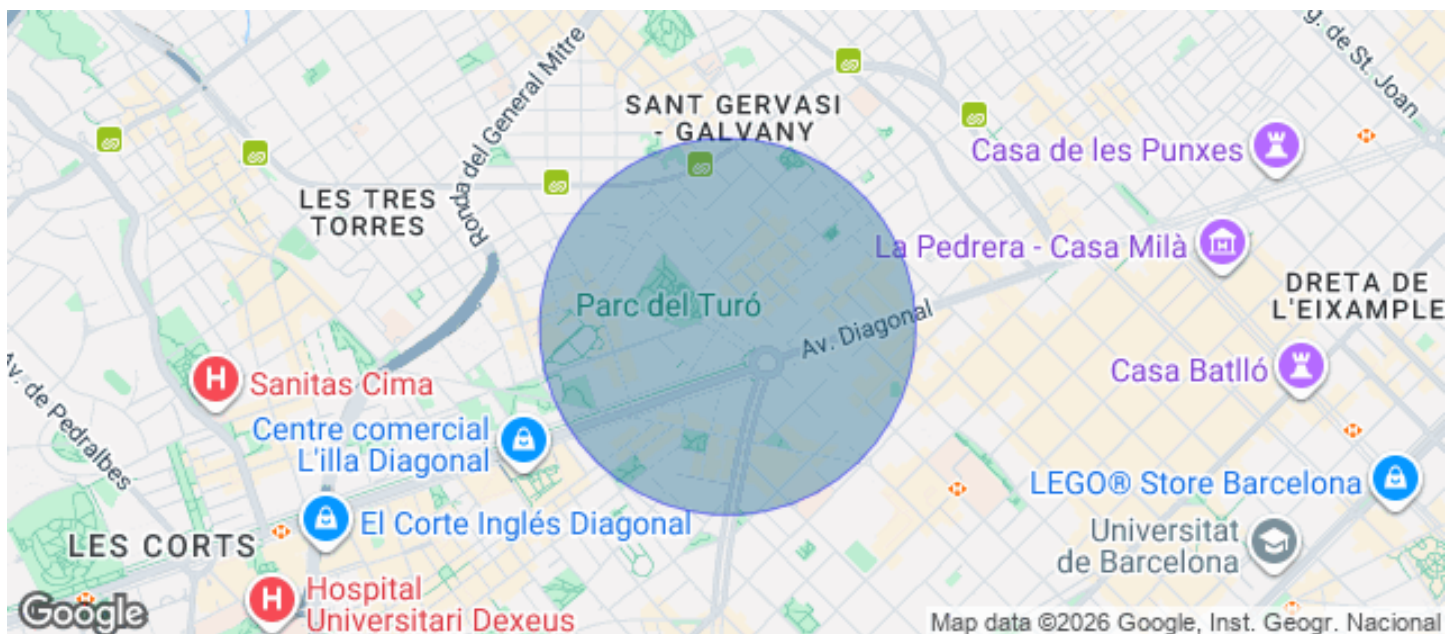 g. de St. Joan
Ronda del General Mitre
SANT GERVASI
- GALVANY
Casa de les Punxes
LES TRES
TORRES
La Pedrera - Casa Milà
DRETA DE
L'EIXAMPLE
Parc del Turó
Av. Diagonal
Av. de Pedralbes
Sanitas Cima
Casa Batlló
Centre comercial
L'illa Diagonal
LEGO® Store Barcelona
El Corte Inglés Diagonal
Universitat
de Barcelona
LES CORTS
Hospital
Universitari Dexeus
Google
Map data ©2026 Google, Inst. Geogr. Nacional